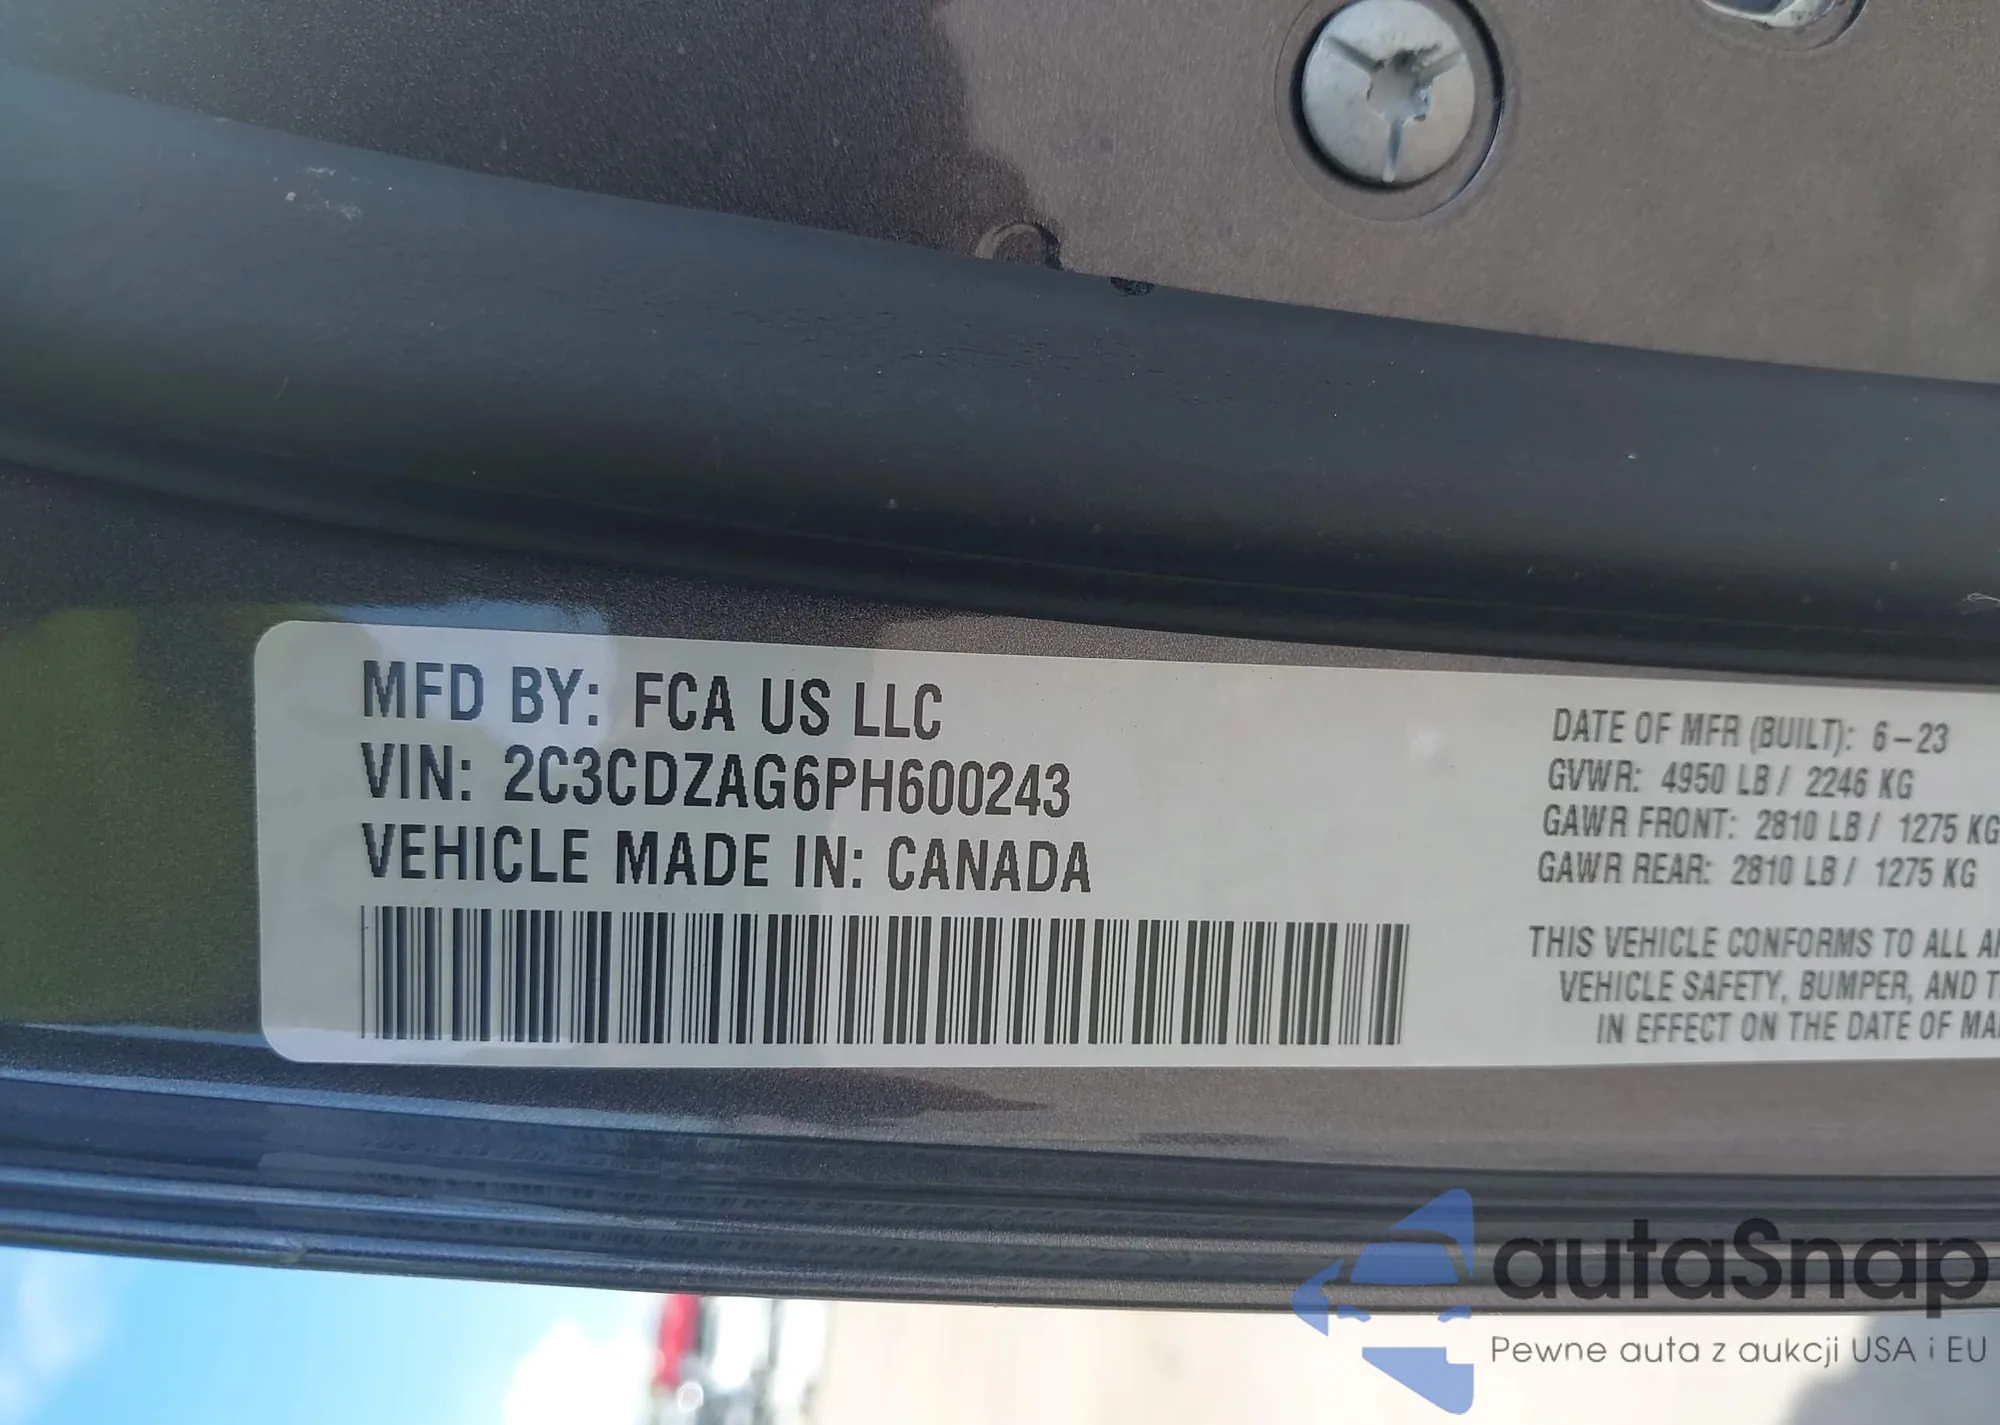 MFD BY: FCA US LLC
VIN: 2C3CDZAG6PH600243
VEHICLE MADE IN: CANADA
DATE OF MFR (BUILT): 6-23
GVWR: 4950 LB / 2246 KG
GAWR FRONT: 2810 LB / 1275 KG
GAWR REAR: 2810 LB / 1275 KG
THIS VEHICLE CONFORMS TO ALL
VEHICLE SAFETY, BUMPER, AND
IN EFFECT ON THE DATE OF
autaSnap
Pewne auta z aukcji USA i EU